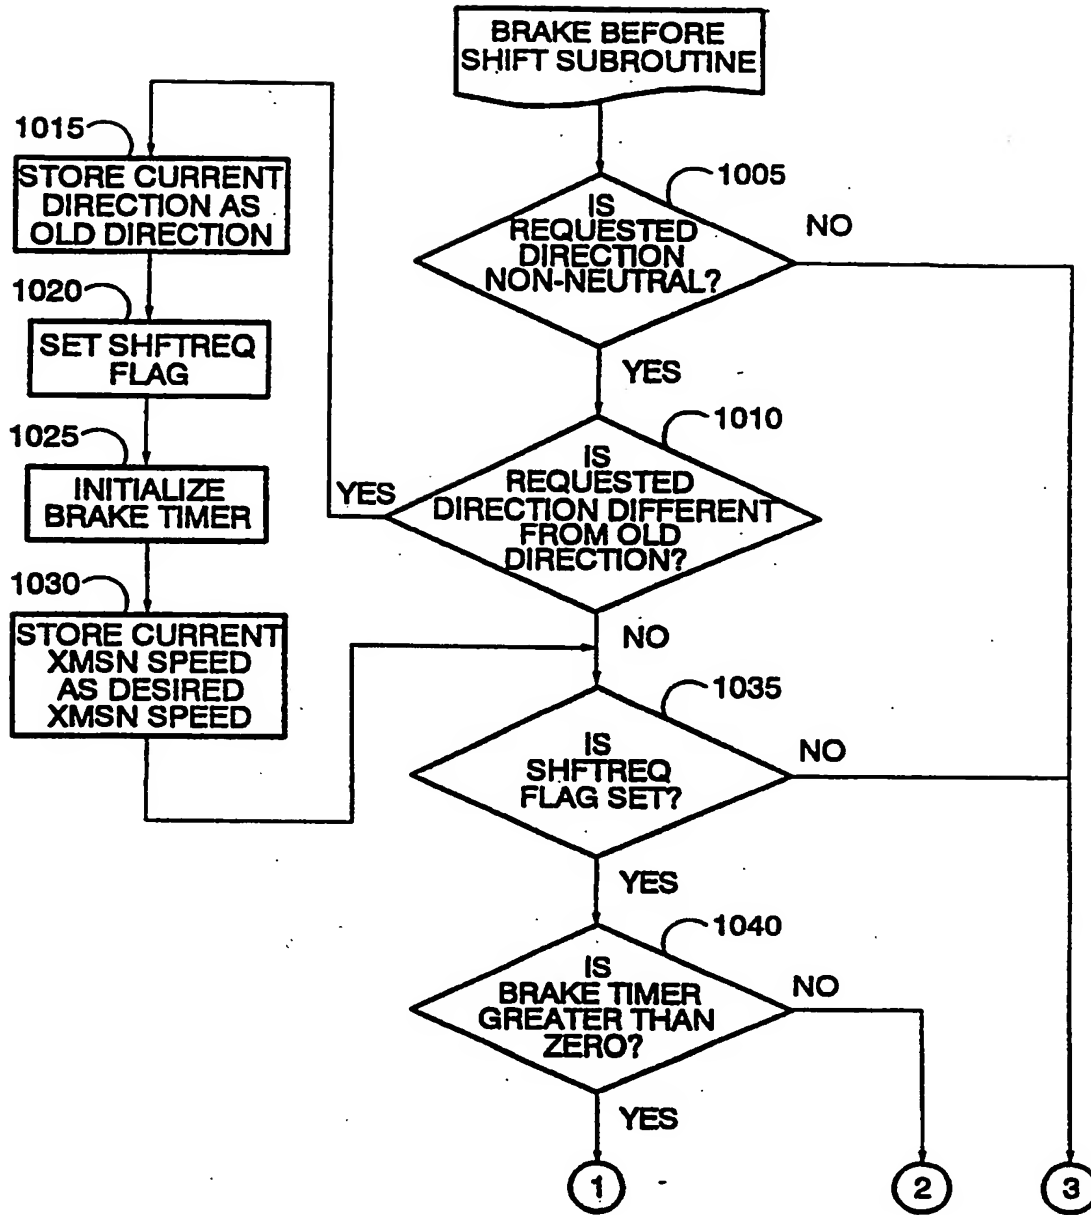 BRAKE BEFORE
SHIFT SUBROUTINE
1005
IS
REQUESTED
DIRECTION
NON-NEUTRAL?
NO
YES
1010
IS
REQUESTED
DIRECTION DIFFERENT
FROM OLD
DIRECTION?
YES
NO
1015
STORE CURRENT
DIRECTION AS
OLD DIRECTION
1020
SET SHFTREQ
FLAG
1025
INITIALIZE
BRAKE TIMER
1030
STORE CURRENT
XMSN SPEED
AS DESIRED
XMSN SPEED
1035
IS
SHFTREQ
FLAG SET?
NO
YES
1040
IS
BRAKE TIMER
GREATER THAN
ZERO?
NO
YES
1
2
3